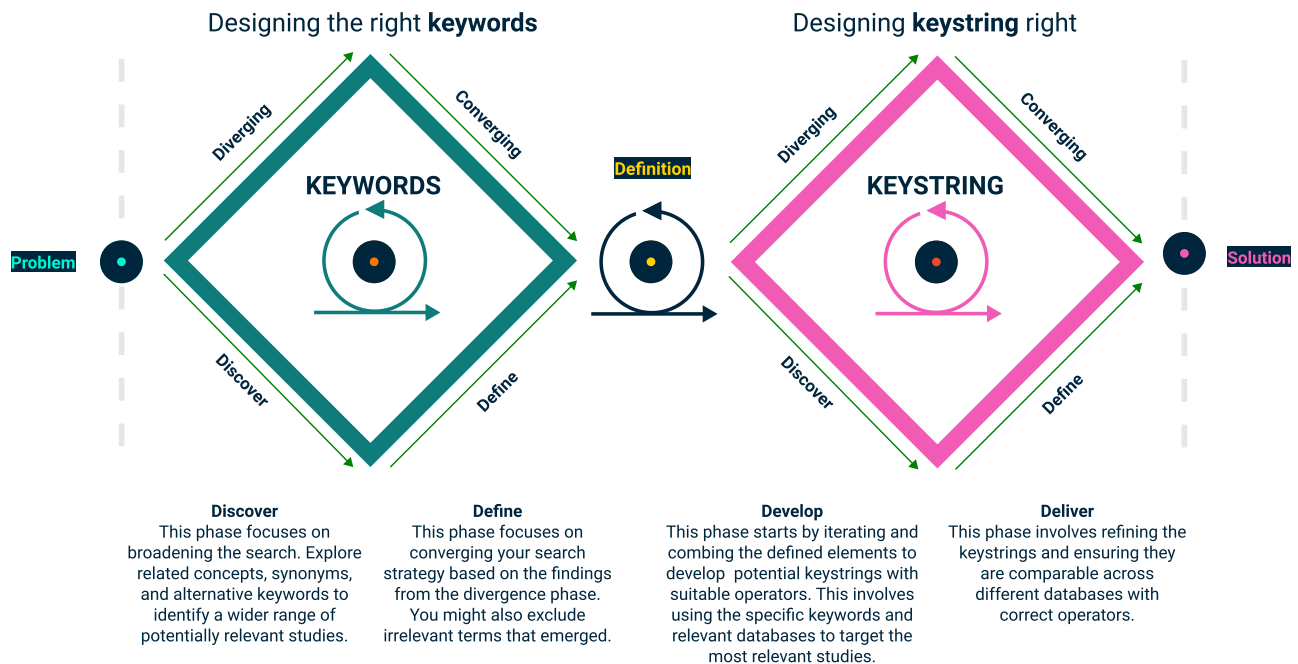 Designing the right keywords
Designing keystring right
Diverging
Converging
Diverging
Converging
Definition
KEYWORDS
KEYSTRING
Problem
Solution
Discover
Define
Discover
Define
Discover
This phase focuses on
broadening the search. Explore
related concepts, synonyms,
and alternative keywords to
identify a wider range of
potentially relevant studies.
Define
This phase focuses on
converging your search
strategy based on the findings
from the divergence phase.
You might also exclude
irrelevant terms that emerged.
Develop
This phase starts by iterating and
combing the defined elements to
develop  potential keystrings with
suitable operators. This involves
using the specific keywords and
relevant databases to target the
most relevant studies.
Deliver
This phase involves refining the
keystrings and ensuring they
are comparable across
different databases with
correct operators.